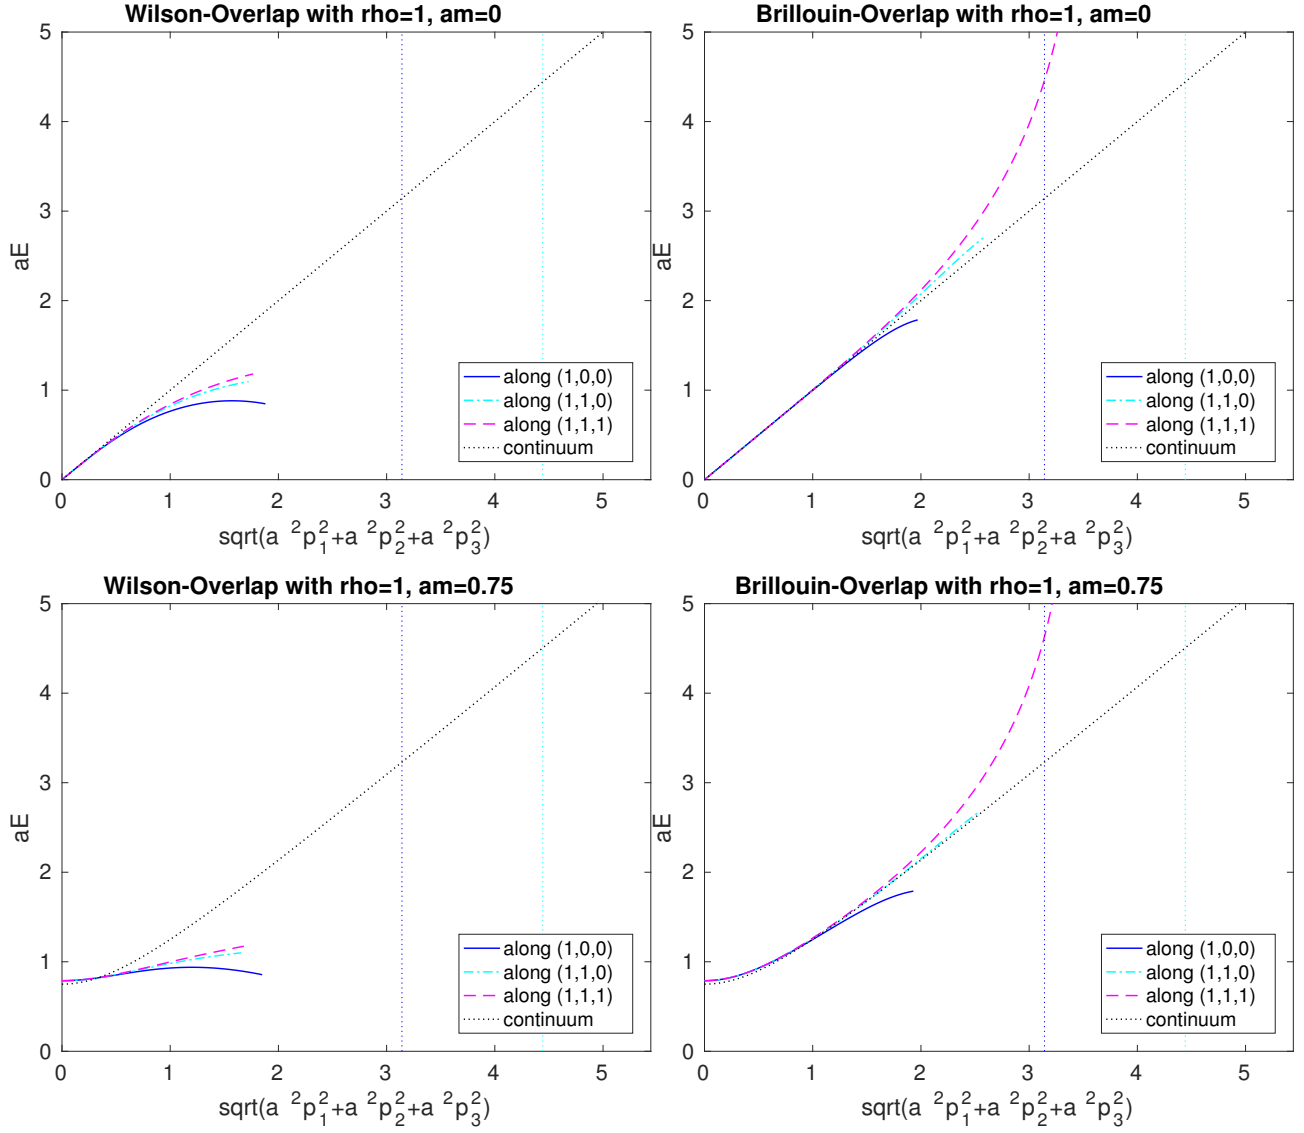 Wilson-Overlap with rho=1, am=0
5
4
3
2
1
0
aE
0 1 2 3 4 5
sqrt(a ²p₁²+a ²p₂²+a ²p₃²)
along (1,0,0)
along (1,1,0)
along (1,1,1)
continuum
Brillouin-Overlap with rho=1, am=0
5
4
3
2
1
0
aE
0 1 2 3 4 5
sqrt(a ²p₁²+a ²p₂²+a ²p₃²)
along (1,0,0)
along (1,1,0)
along (1,1,1)
continuum
Wilson-Overlap with rho=1, am=0.75
5
4
3
2
1
0
aE
0 1 2 3 4 5
sqrt(a ²p₁²+a ²p₂²+a ²p₃²)
along (1,0,0)
along (1,1,0)
along (1,1,1)
continuum
Brillouin-Overlap with rho=1, am=0.75
5
4
3
2
1
0
aE
0 1 2 3 4 5
sqrt(a ²p₁²+a ²p₂²+a ²p₃²)
along (1,0,0)
along (1,1,0)
along (1,1,1)
continuum